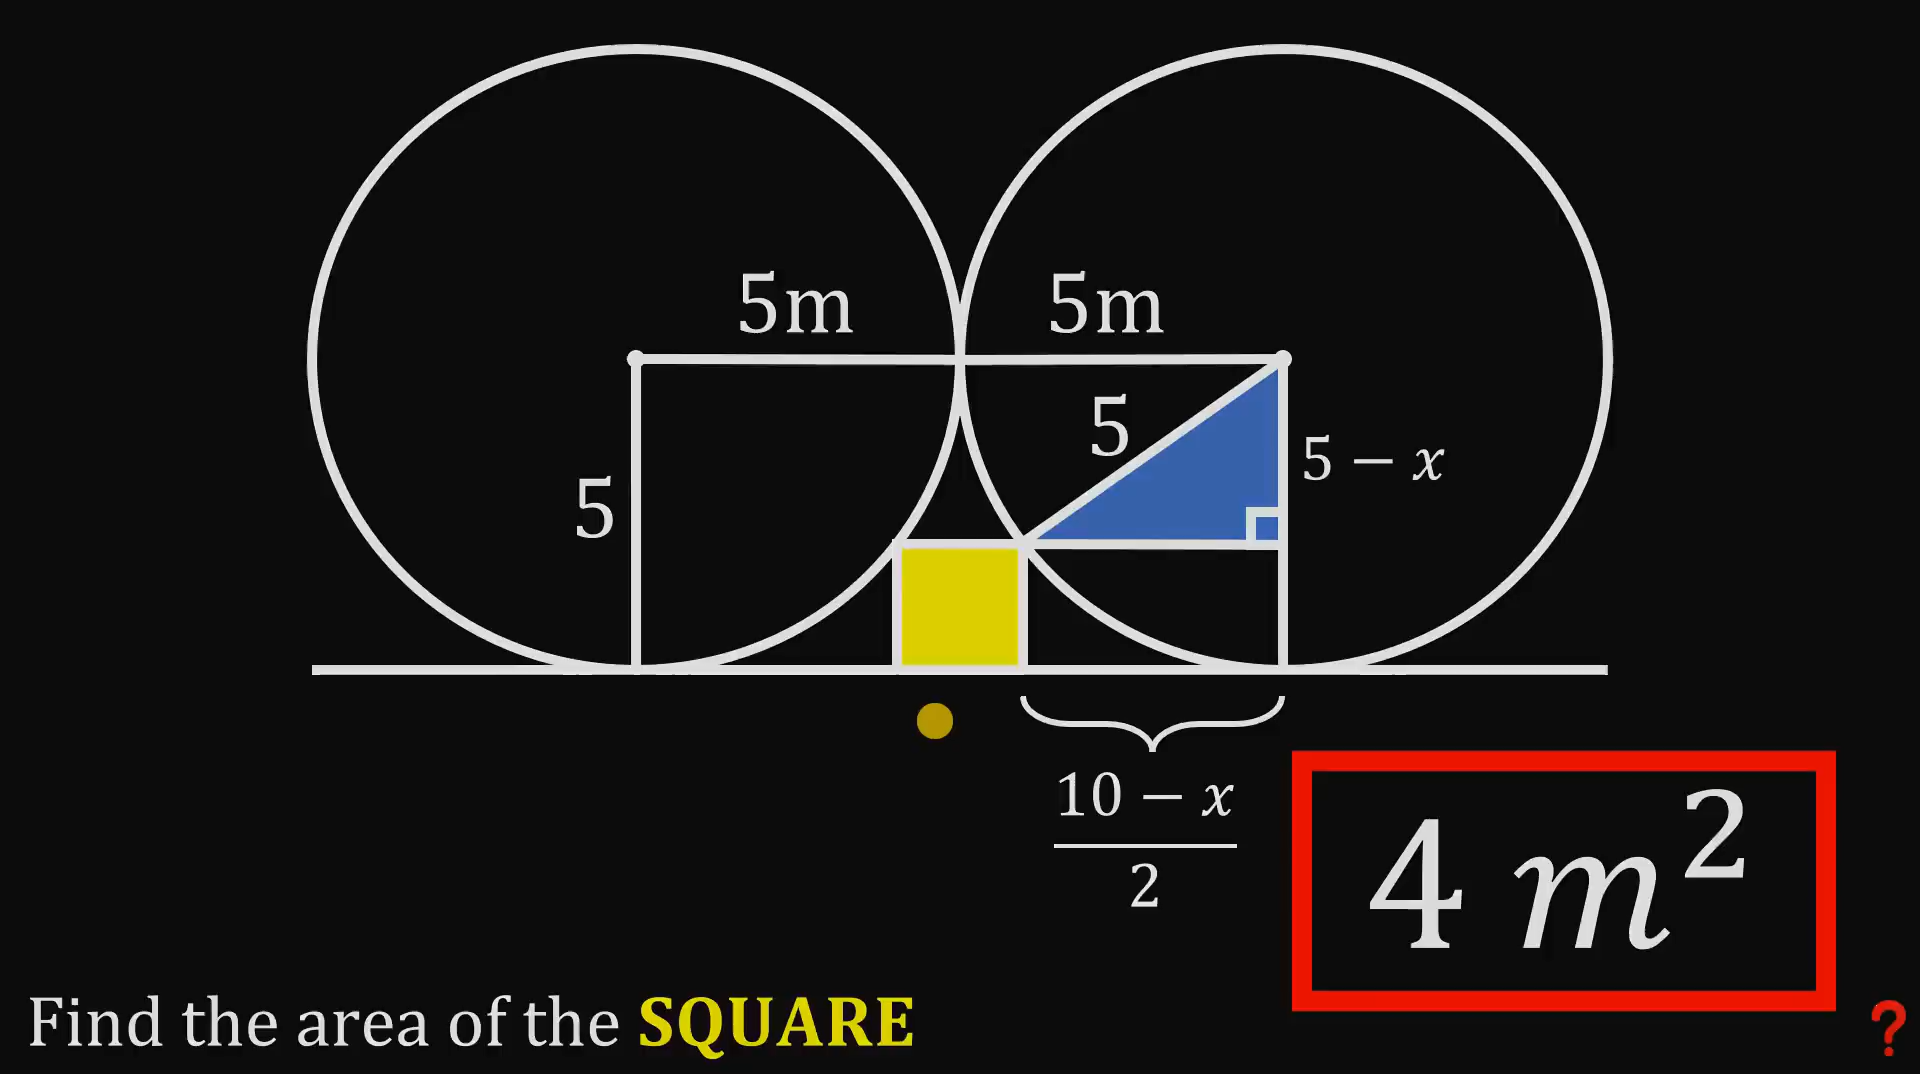 5m 5m
5
5 − x
5
10 − x
2
4 m²
Find the area of the SQUARE
?